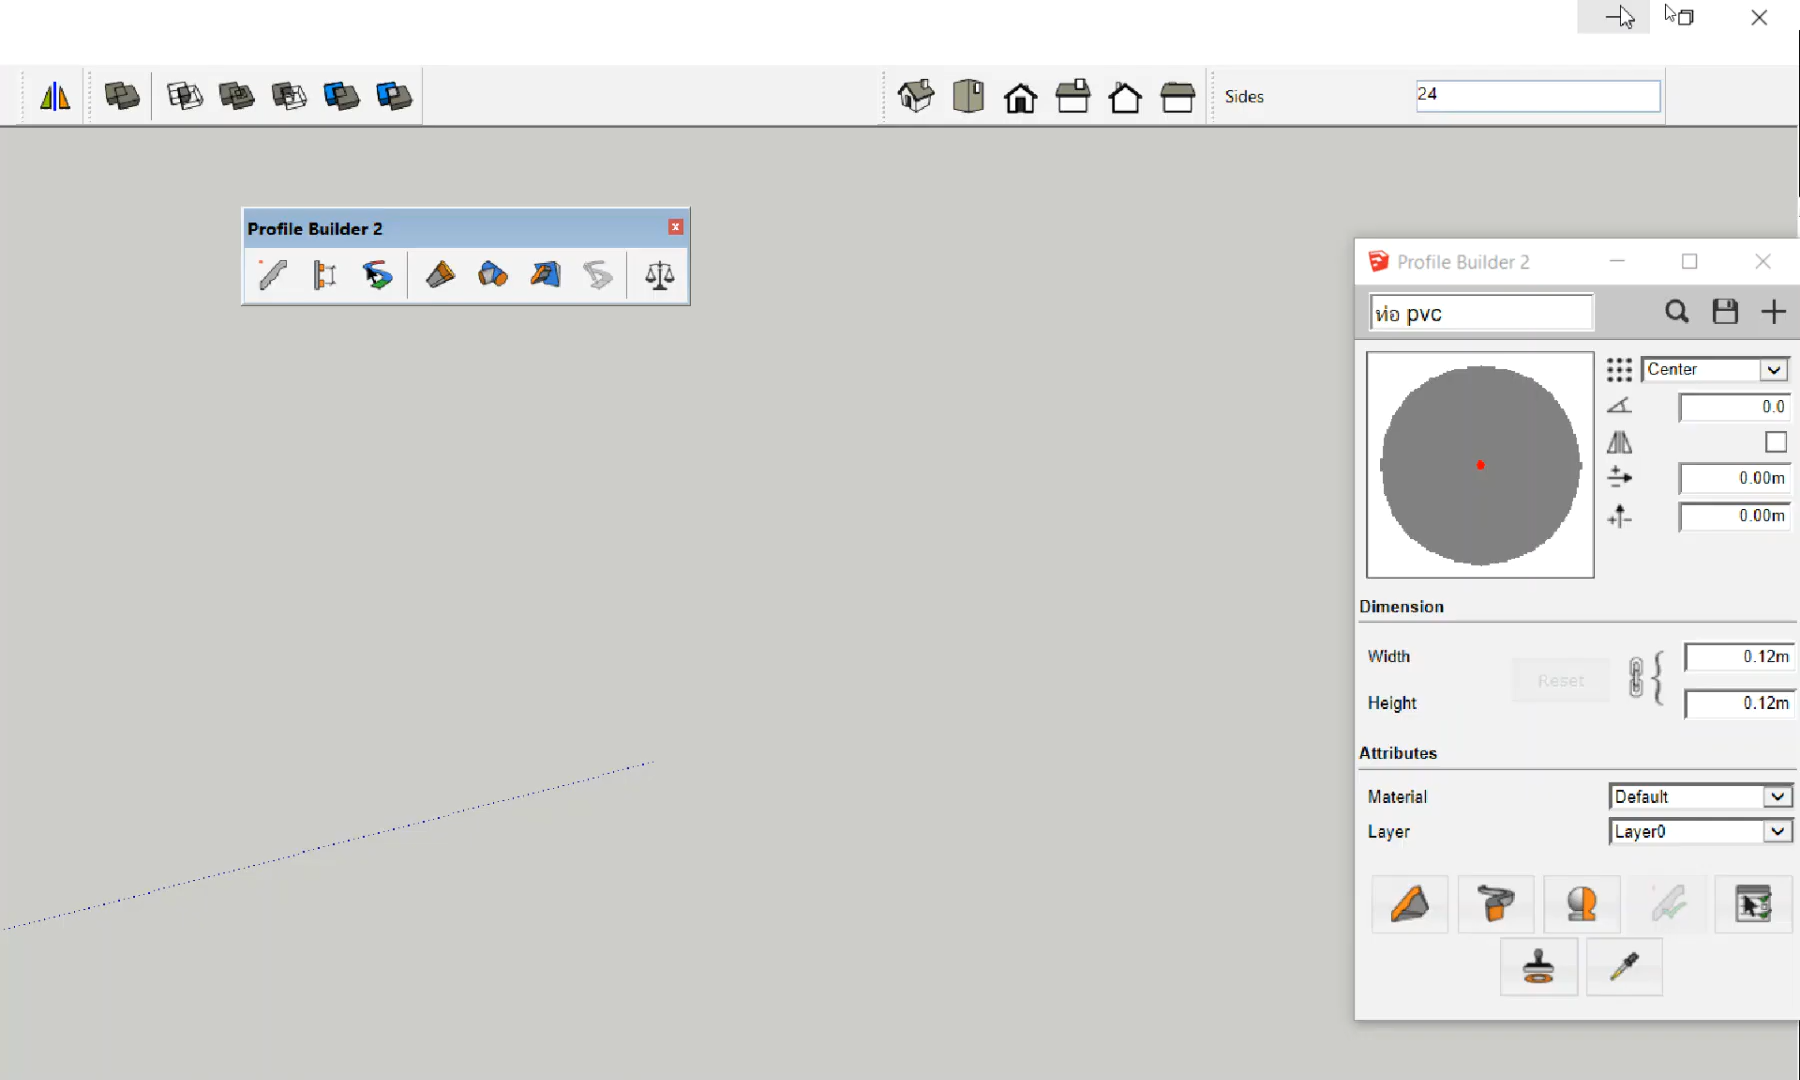 Sides 24
Profile Builder 2
Profile Builder 2
ท่อ pvc
Center
0.0
0.00m
0.00m
Dimension
Width 0.12m
Reset
Height 0.12m
Attributes
Material Default
Layer Layer0